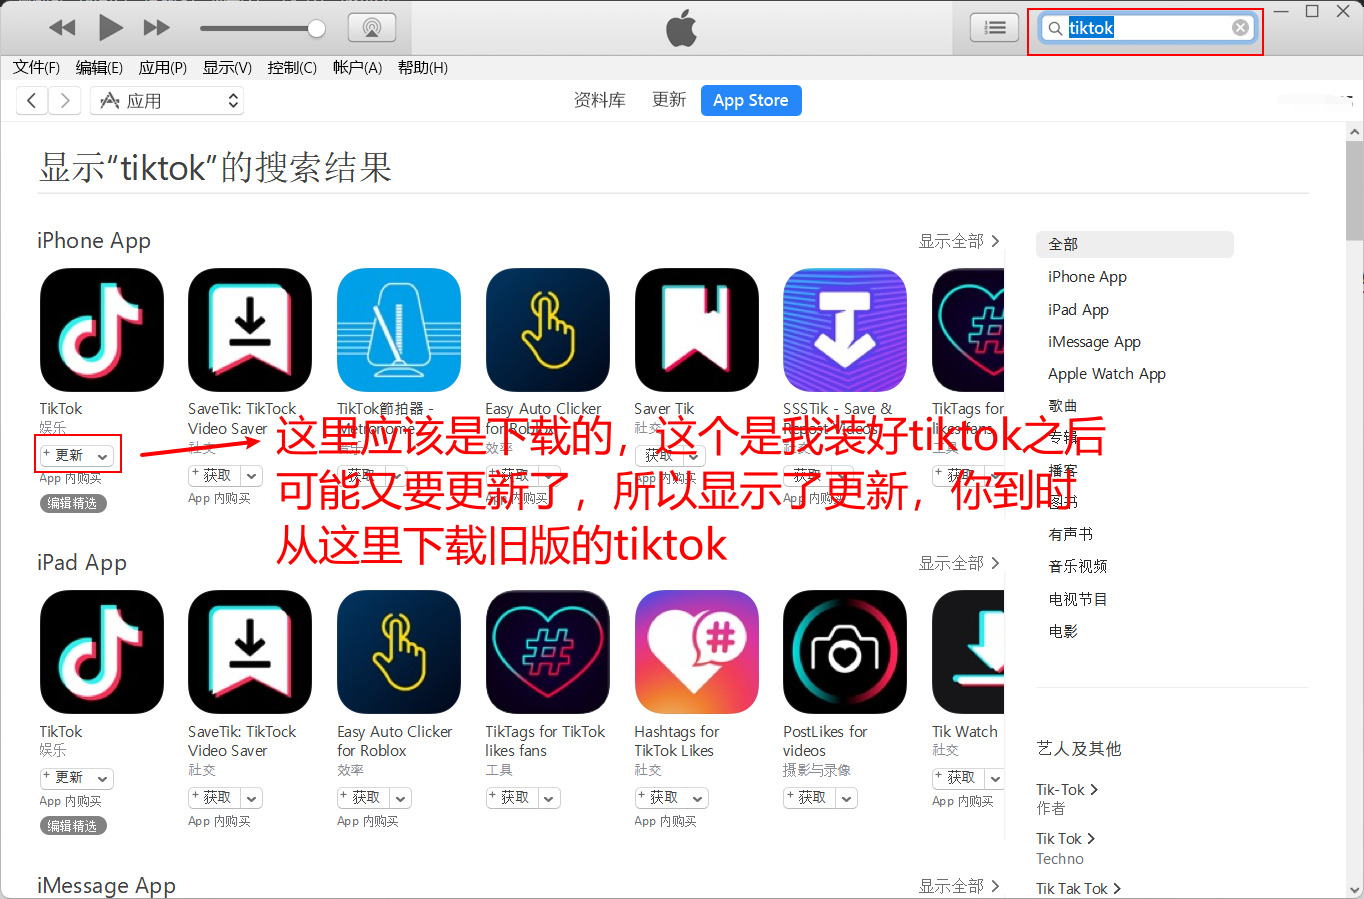 tiktok
文件(F) 编辑(E) 应用(P) 显示(V) 控制(C) 帐户(A) 帮助(H)
应用
资料库 更新 App Store
显示“tiktok”的搜索结果
iPhone App
显示全部
TikTok
娱乐
+ 更新
App 内购买
编辑精选
SaveTik: TikTock
Video Saver
社交
+ 获取
App 内购买
TikTok節拍器 -
Metronome
获取
Easy Auto Clicker
for Roblox
效率
+ 获取
App 内购买
Saver Tik
社交
获取
App 内购买
SSSTik - Save &
Repost Videos
社交
获取
App 内购买
TikTags for
likes fans
工具
+ 获取
这里应该是下载的，这个是我装好tiktok之后
可能又要更新了，所以显示了更新，你到时
从这里下载旧版的tiktok
iPad App
显示全部
TikTok
娱乐
+ 更新
App 内购买
编辑精选
SaveTik: TikTock
Video Saver
社交
+ 获取
App 内购买
Easy Auto Clicker
for Roblox
效率
+ 获取
App 内购买
TikTags for TikTok
likes fans
工具
+ 获取
Hashtags for
TikTok Likes
社交
+ 获取
App 内购买
PostLikes for
videos
摄影与录像
+ 获取
Tik Watch
社交
+ 获取
App 内购买
iMessage App
显示全部
全部
iPhone App
iPad App
iMessage App
Apple Watch App
歌曲
专辑
播客
图书
有声书
音乐视频
电视节目
电影
艺人及其他
Tik-Tok
作者
Tik Tok
Techno
Tik Tak Tok